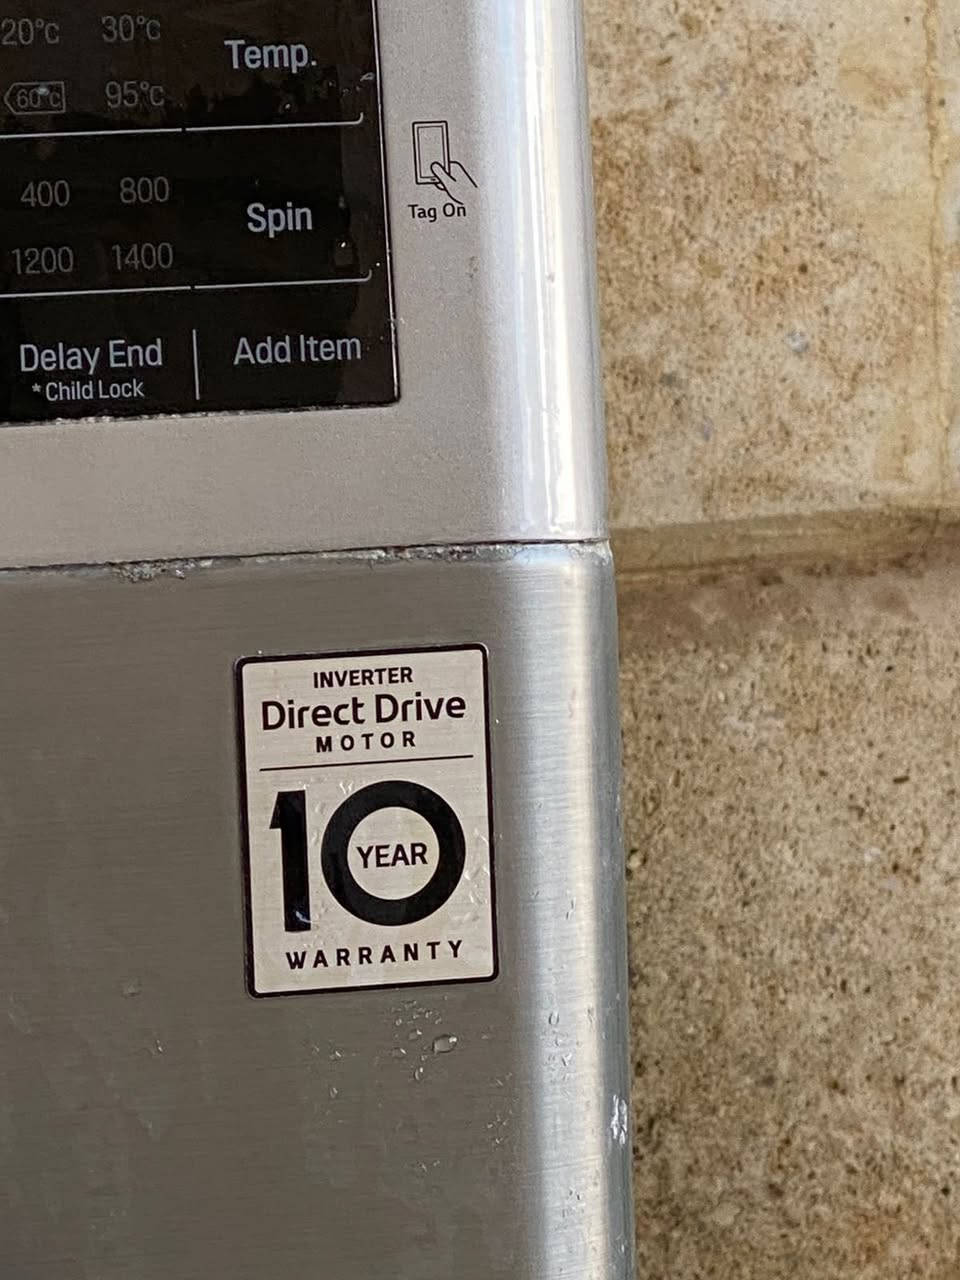 20°C 30°C
Temp.
60°C 95°C
Tag On
400 800
Spin
1200 1400
Delay End Add Item
* Child Lock
INVERTER
Direct Drive
MOTOR
10
YEAR
WARRANTY